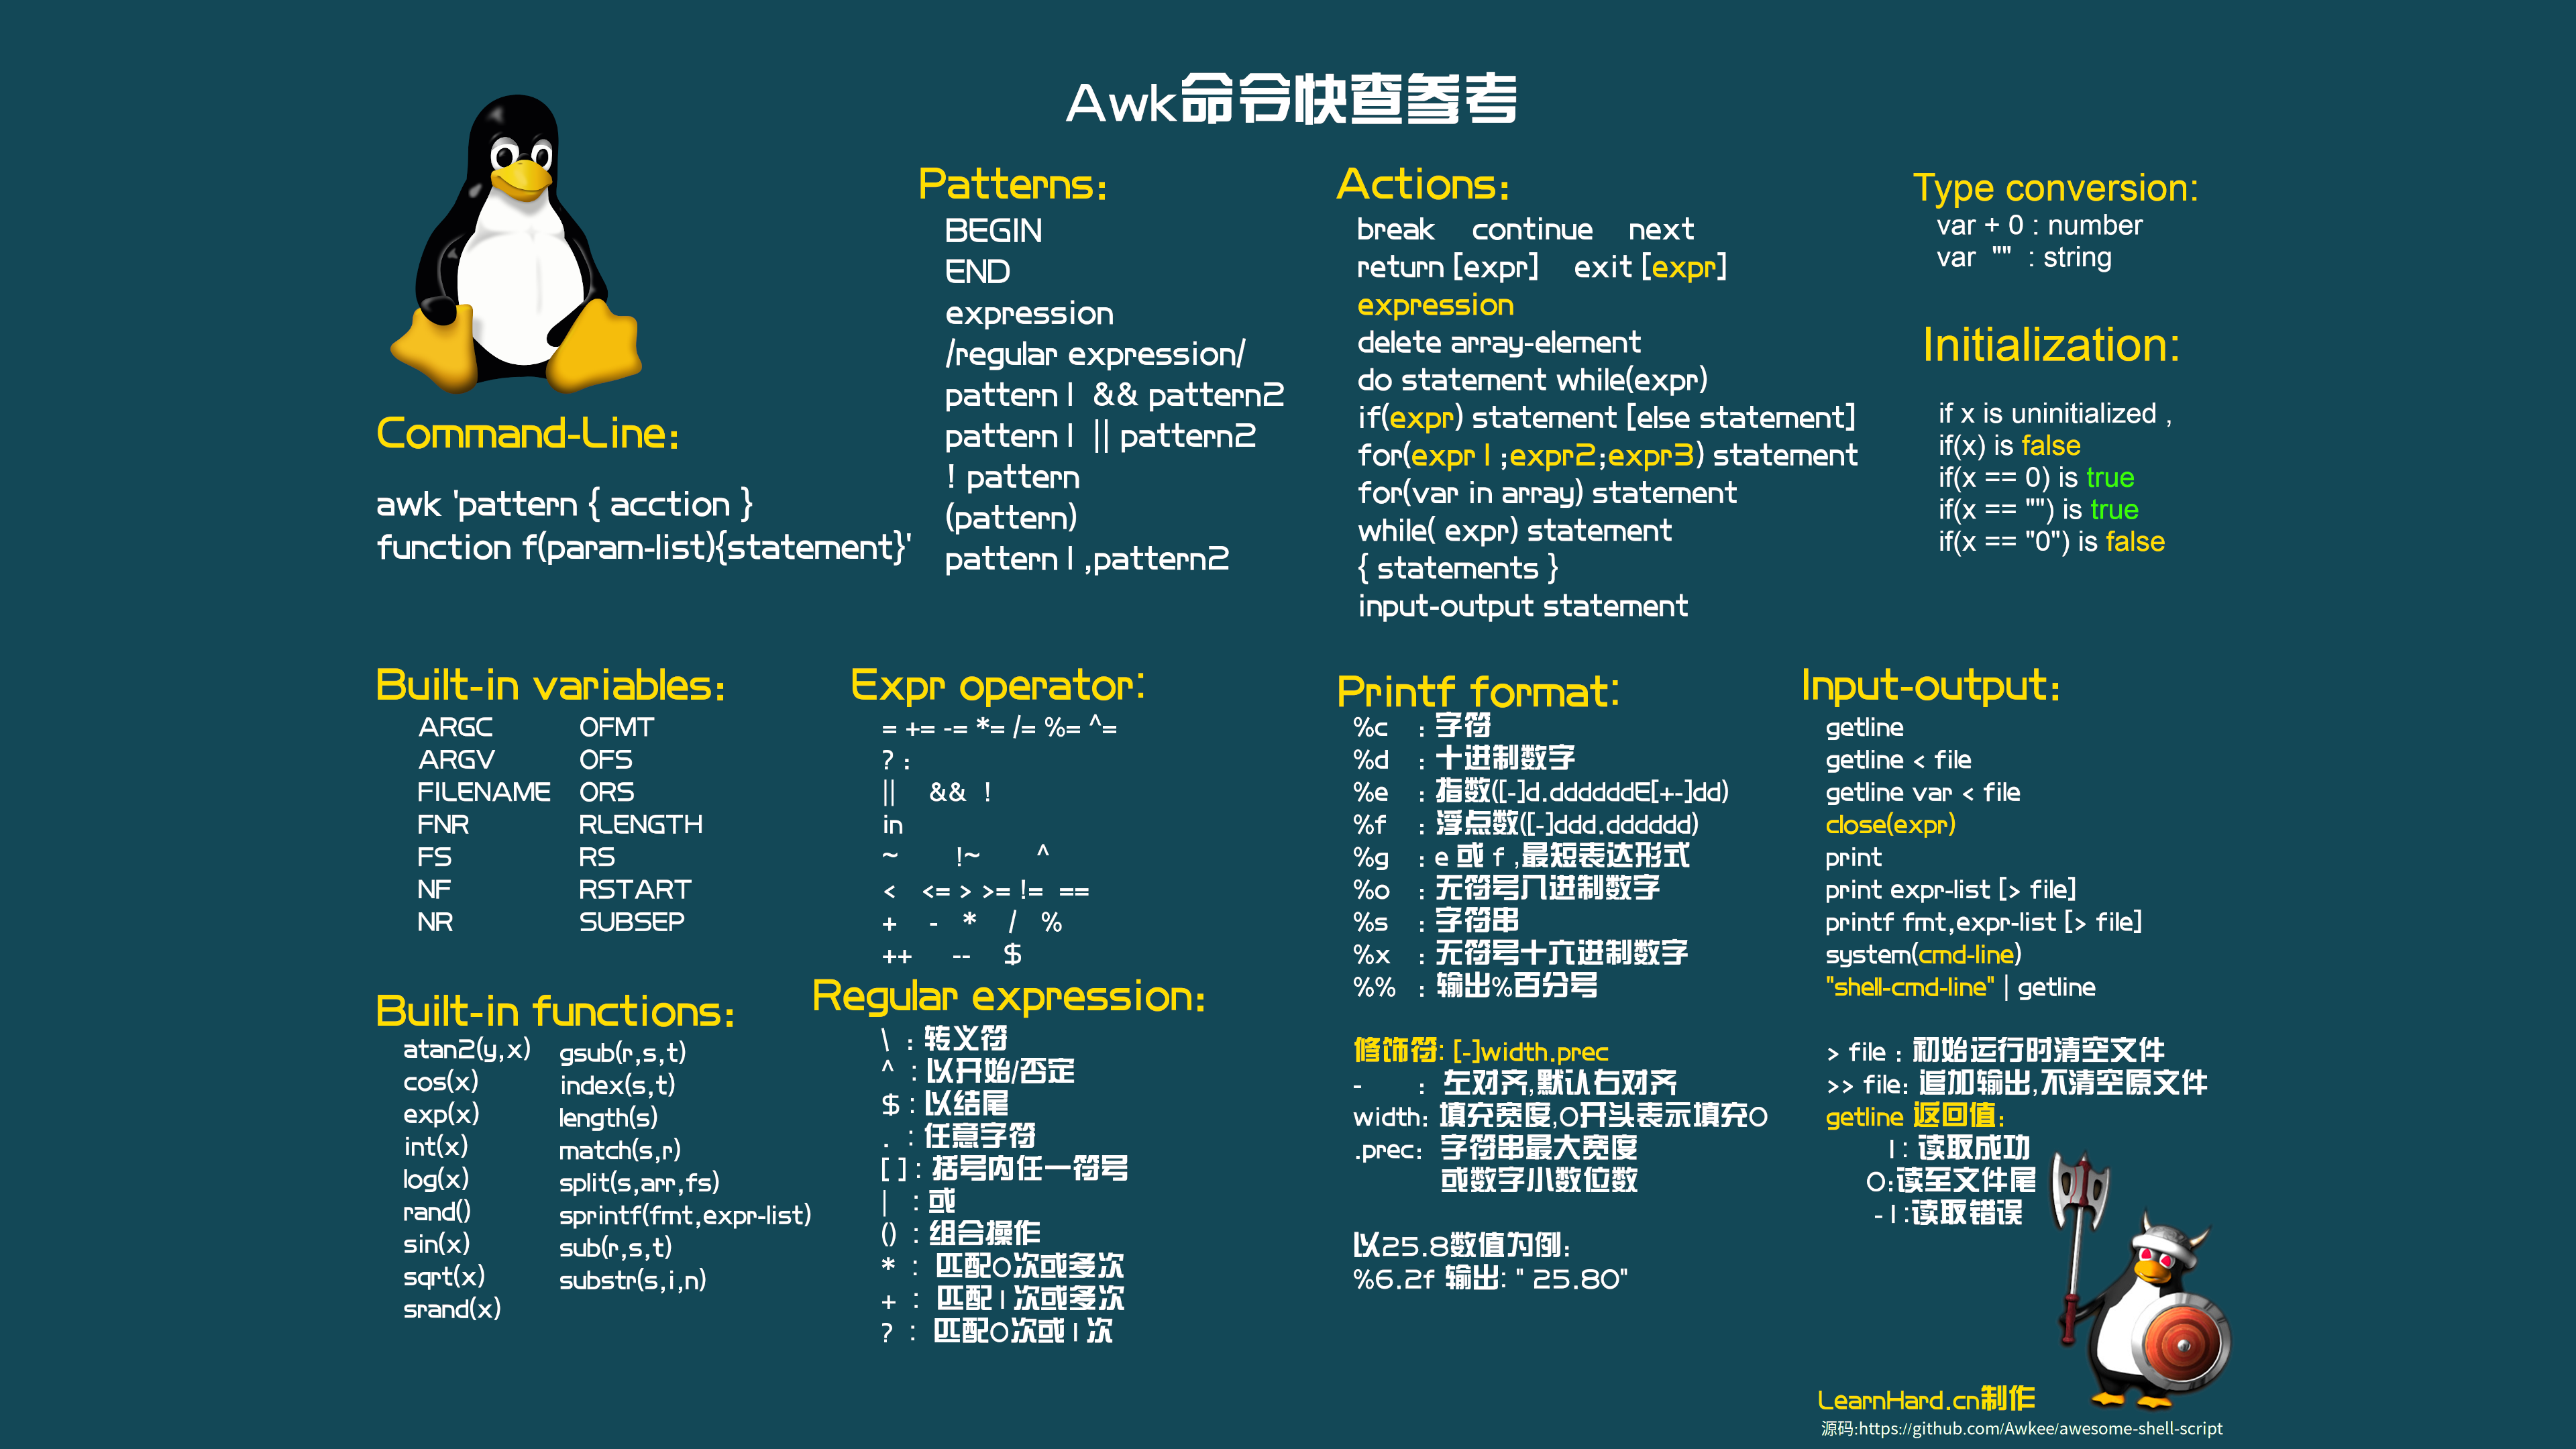 Awk命令快查参考
Command-Line:
awk 'pattern { acction }
function f(param-list){statement}'
Patterns:
BEGIN
END
expression
/regular expression/
pattern1 && pattern2
pattern1 || pattern2
! pattern
(pattern)
pattern1,pattern2
Actions:
break continue next
return [expr] exit [expr]
expression
delete array-element
do statement while(expr)
if(expr) statement [else statement]
for(expr1;expr2;expr3) statement
for(var in array) statement
while( expr) statement
{ statements }
input-output statement
Type conversion:
var + 0 : number
var "" : string
Initialization:
if x is uninitialized ,
if(x) is false
if(x == 0) is true
if(x == "") is true
if(x == "0") is false
Built-in variables:
ARGC OFMT
ARGV OFS
FILENAME ORS
FNR RLENGTH
FS RS
NF RSTART
NR SUBSEP
Built-in functions:
atan2(y,x) gsub(r,s,t)
cos(x) index(s,t)
exp(x) length(s)
int(x) match(s,r)
log(x) split(s,arr,fs)
rand() sprintf(fmt,expr-list)
sin(x) sub(r,s,t)
sqrt(x) substr(s,i,n)
srand(x)
Expr operator:
= += -= *= /= %= ^=
? :
|| && !
in
~ !~ ^
< <= > >= != ==
+ - * / %
++ -- $
Regular expression:
\ : 转义符
^ : 以开始/否定
$ : 以结尾
. : 任意字符
[ ] : 括号内任一符号
| : 或
() : 组合操作
* : 匹配0次或多次
+ : 匹配1次或多次
? : 匹配0次或1次
Printf format:
%c : 字符
%d : 十进制数字
%e : 指数([-]d.ddddddE[+-]dd)
%f : 浮点数([-]ddd.dddddd)
%g : e 或 f ,最短表达形式
%o : 无符号八进制数字
%s : 字符串
%x : 无符号十六进制数字
%% : 输出%百分号
修饰符: [-]width.prec
- : 左对齐,默认右对齐
width: 填充宽度,0开头表示填充0
.prec: 字符串最大宽度
或数字小数位数
以25.8数值为例:
%6.2f 输出: " 25.80"
Input-output:
getline
getline < file
getline var < file
close(expr)
print
print expr-list [> file]
printf fmt,expr-list [> file]
system(cmd-line)
"shell-cmd-line" | getline
> file : 初始运行时清空文件
>> file: 追加输出,不清空原文件
getline 返回值:
1: 读取成功
0:读至文件尾
-1:读取错误
LearnHard.cn制作
源码:https://github.com/Awkee/awesome-shell-script